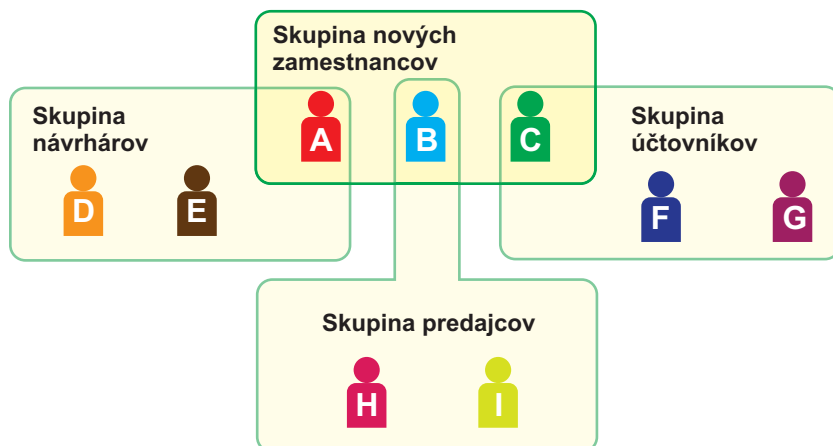 Skupina nových
zamestnancov
Skupina
návrhárov
A
B
C
Skupina
účtovníkov
D
E
F
G
Skupina predajcov
H
I